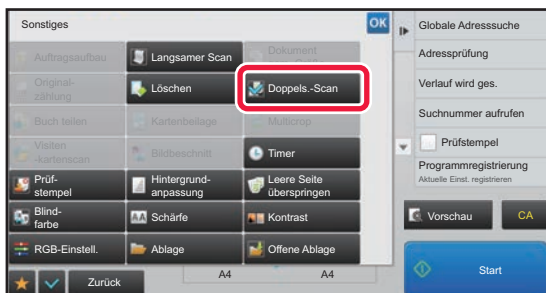 Sonstiges
OK
Auftragsaufbau
Langsamer Scan
Dokument
Original-
zählung
Löschen
Doppels.-Scan
Buch teilen
Kartenbeilage
Multicrop
Visiten
-kartenscan
Bildbeschnitt
Timer
Prüf-
stempel
Hintergrund-
anpassung
Leere Seite
überspringen
Blind-
farbe
Schärfe
Kontrast
RGB-Einstell.
Ablage
Offene Ablage
Zurück
A4
A4
Globale Adresssuche
Adressprüfung
Verlauf wird ges.
Suchnummer aufrufen
Prüfstempel
Programmregistrierung
Aktuelle Einst. registrieren
Vorschau
CA
Start